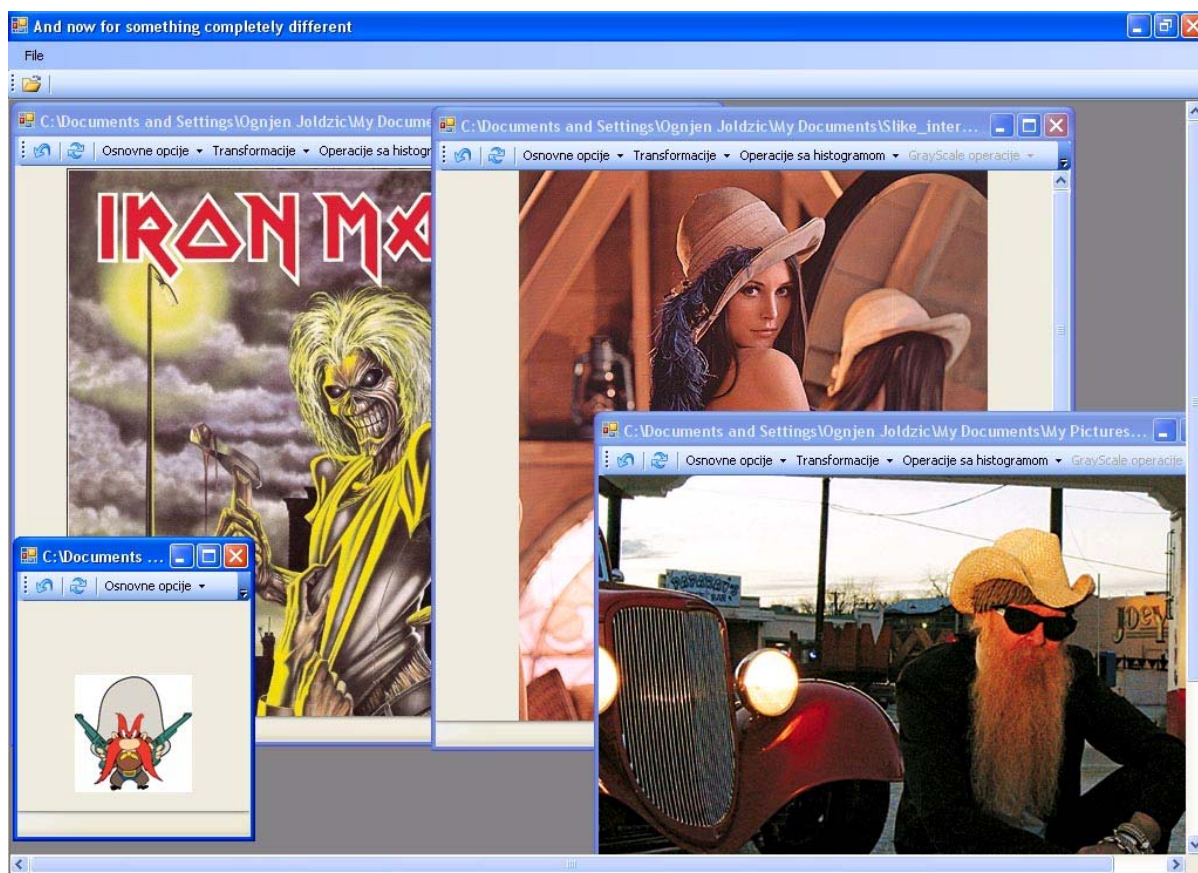 And now for something completely different
File
C:\Documents and Settings\Ognjen Joldzic\My Docume
Osnovne opcije Transformacije Operacije sa histogr
IRON MA
C:\Documents and Settings\Ognjen Joldzic\My Documents\Slike_inter...
Osnovne opcije Transformacije Operacije sa histogramom GrayScale operacije
C:\Documents and Settings\Ognjen Joldzic\My Documents\My Pictures...
Osnovne opcije Transformacije Operacije sa histogramom GrayScale operacije
BAR
JOEY
C:\Documents ...
Osnovne opcije